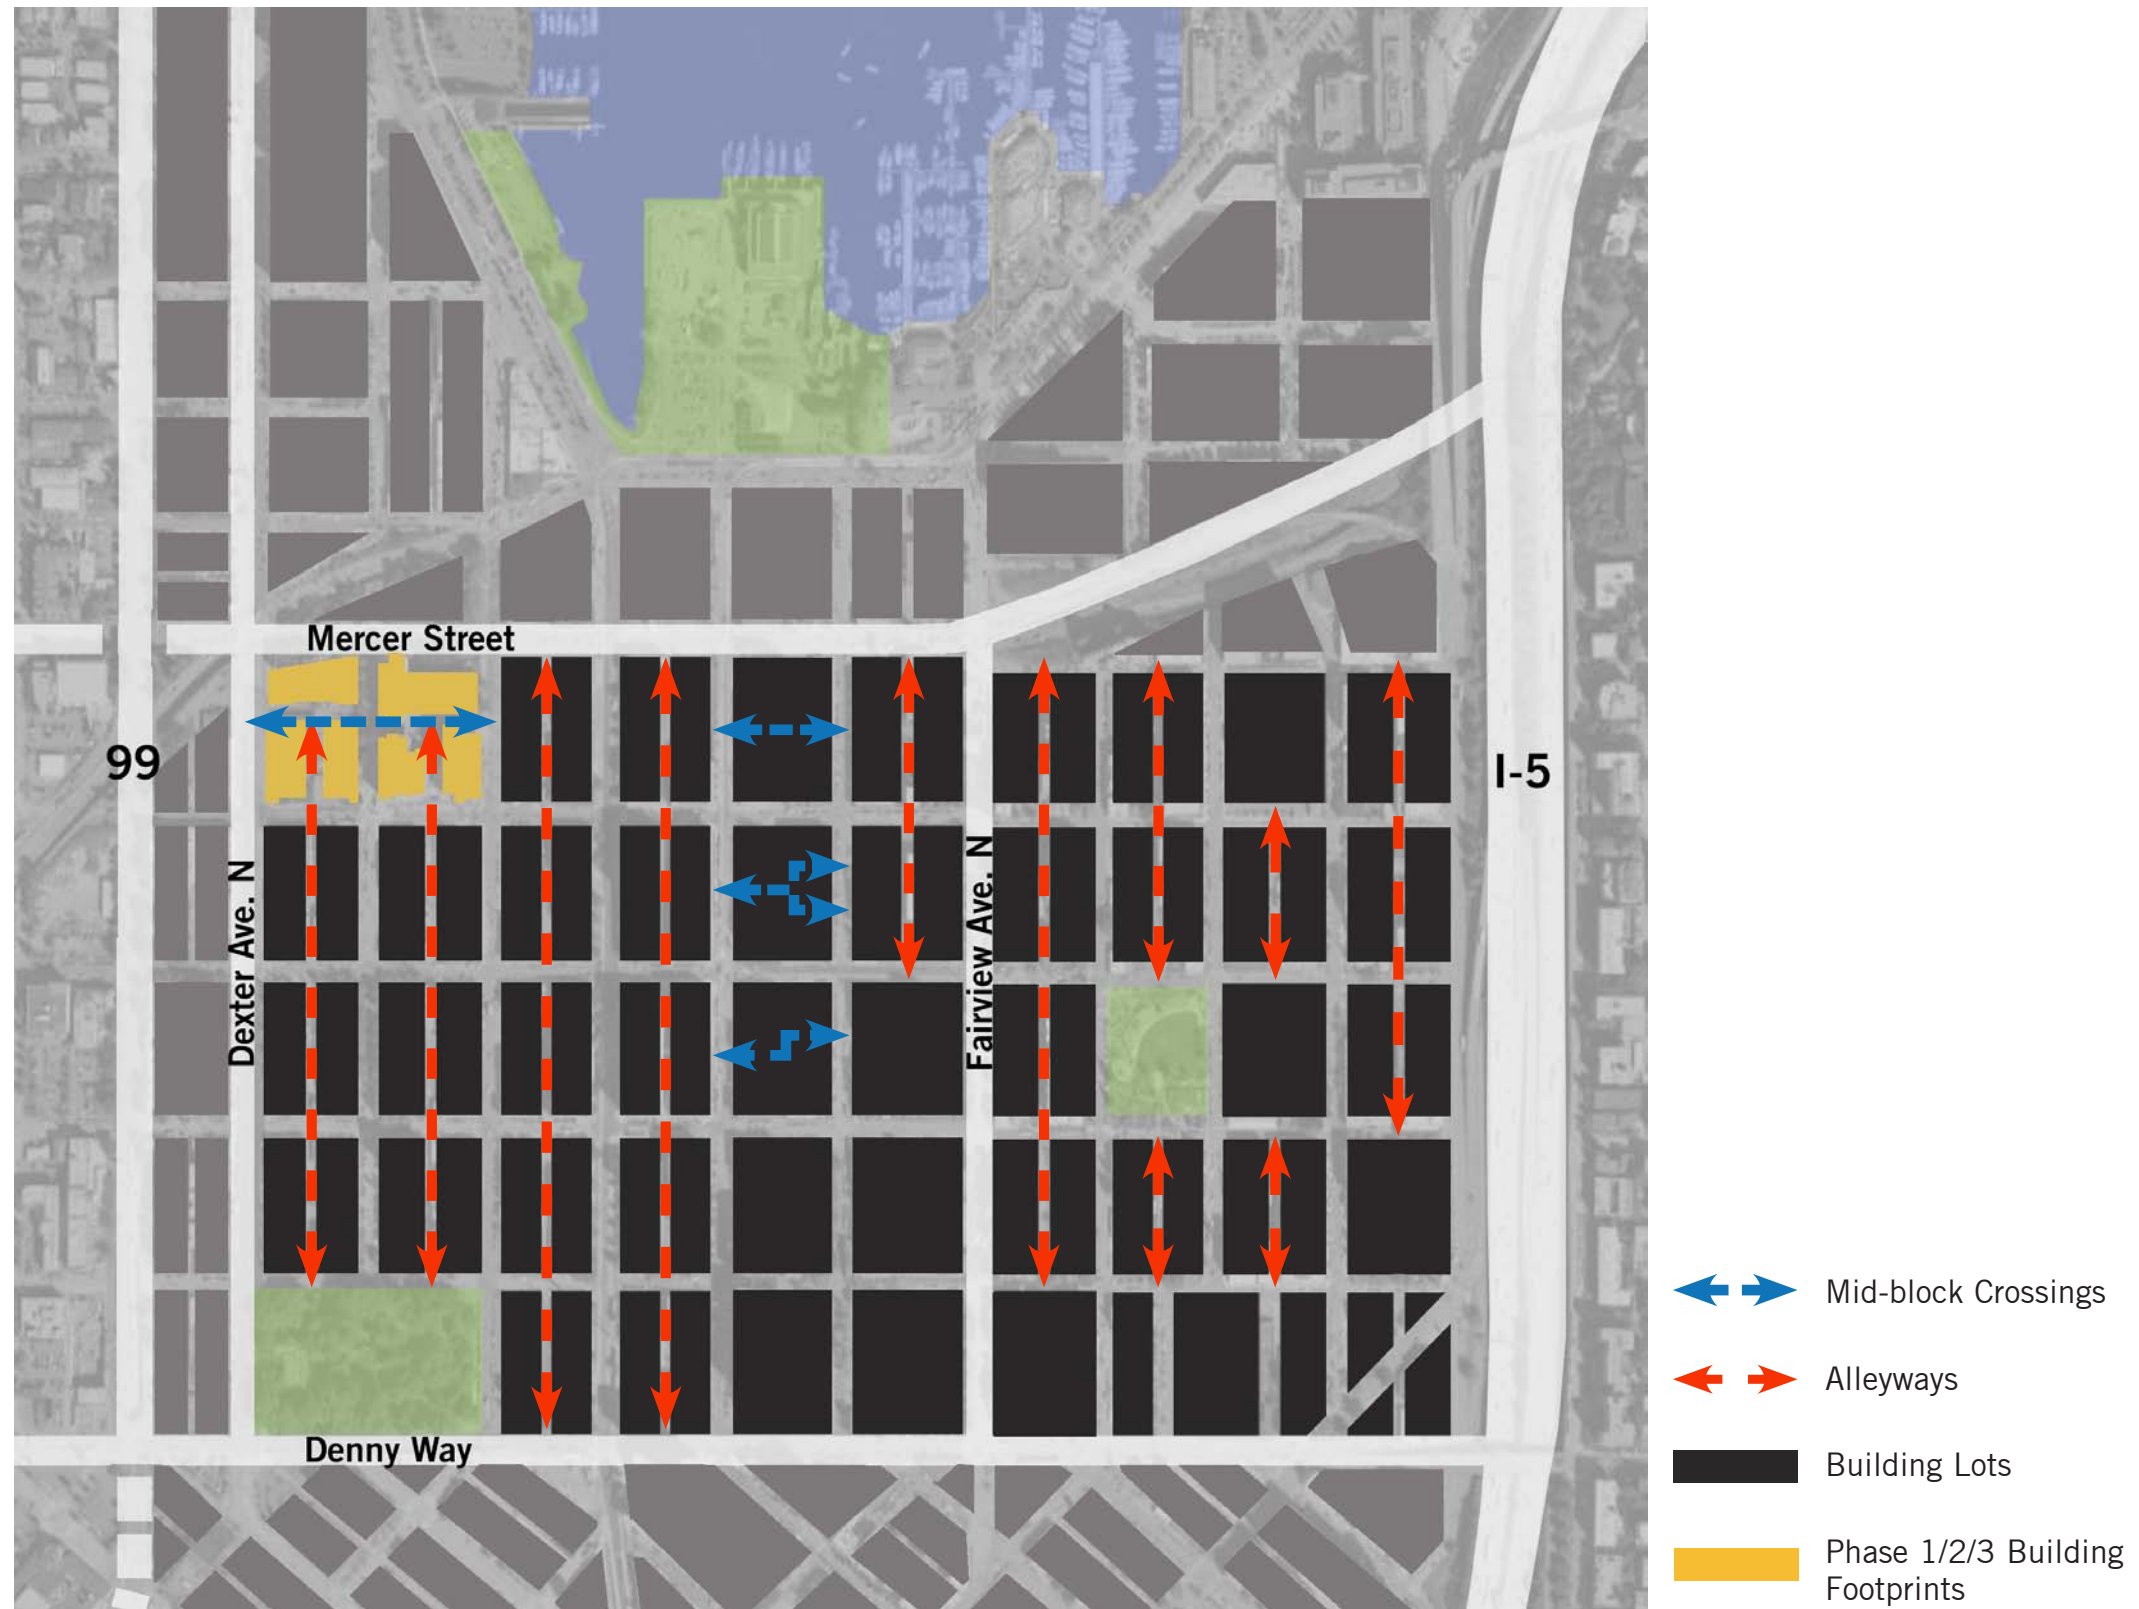 Mercer Street
99
I-5
Dexter Ave. N
Fairview Ave. N
Denny Way
Mid-block Crossings
Alleyways
Building Lots
Phase 1/2/3 Building
Footprints